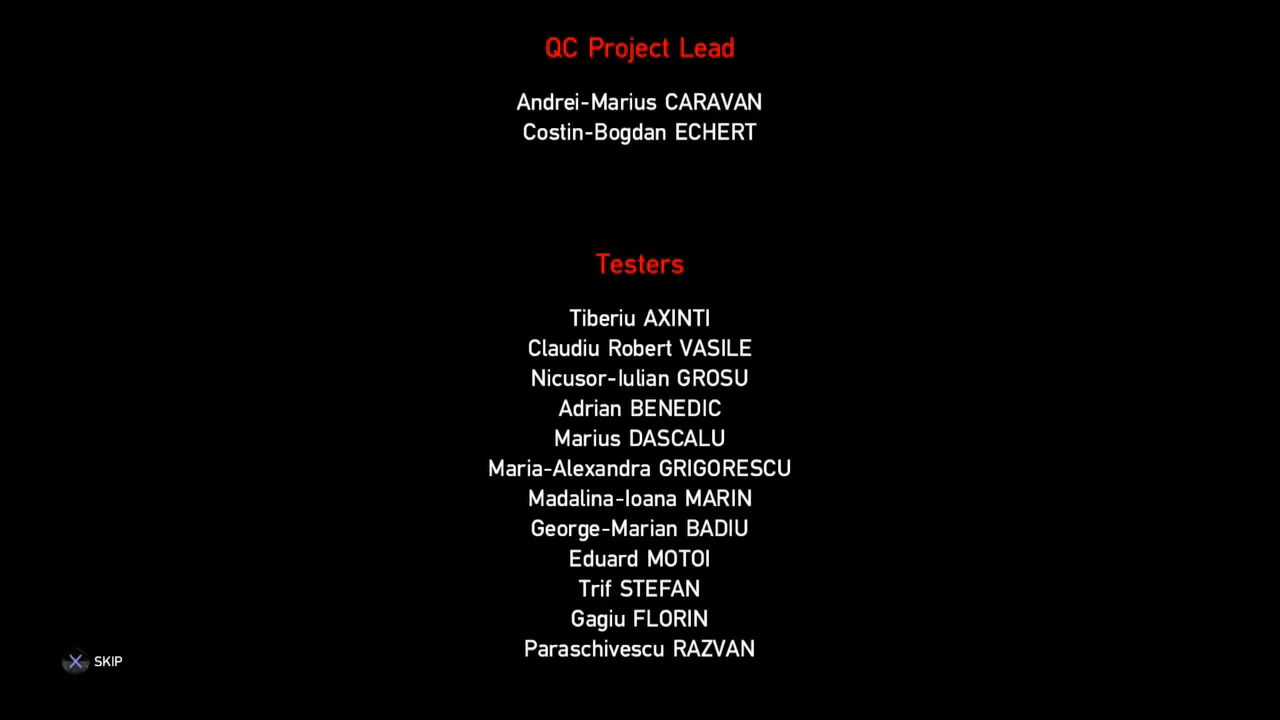 QC Project Lead
Andrei-Marius CARAVAN
Costin-Bogdan ECHERT
Testers
Tiberiu AXINTI
Claudiu Robert VASILE
Nicusor-Iulian GROSU
Adrian BENEDIC
Marius DASCALU
Maria-Alexandra GRIGORESCU
Madalina-Ioana MARIN
George-Marian BADIU
Eduard MOTOI
Trif STEFAN
Gagiu FLORIN
Paraschivescu RAZVAN
SKIP